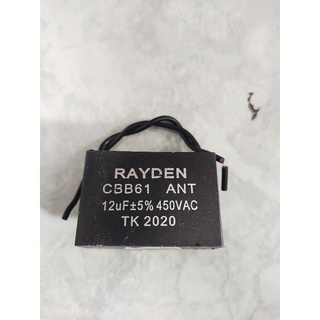 RAYDEN
CBB61 ANT
12uF±5% 450VAC
TK 2020